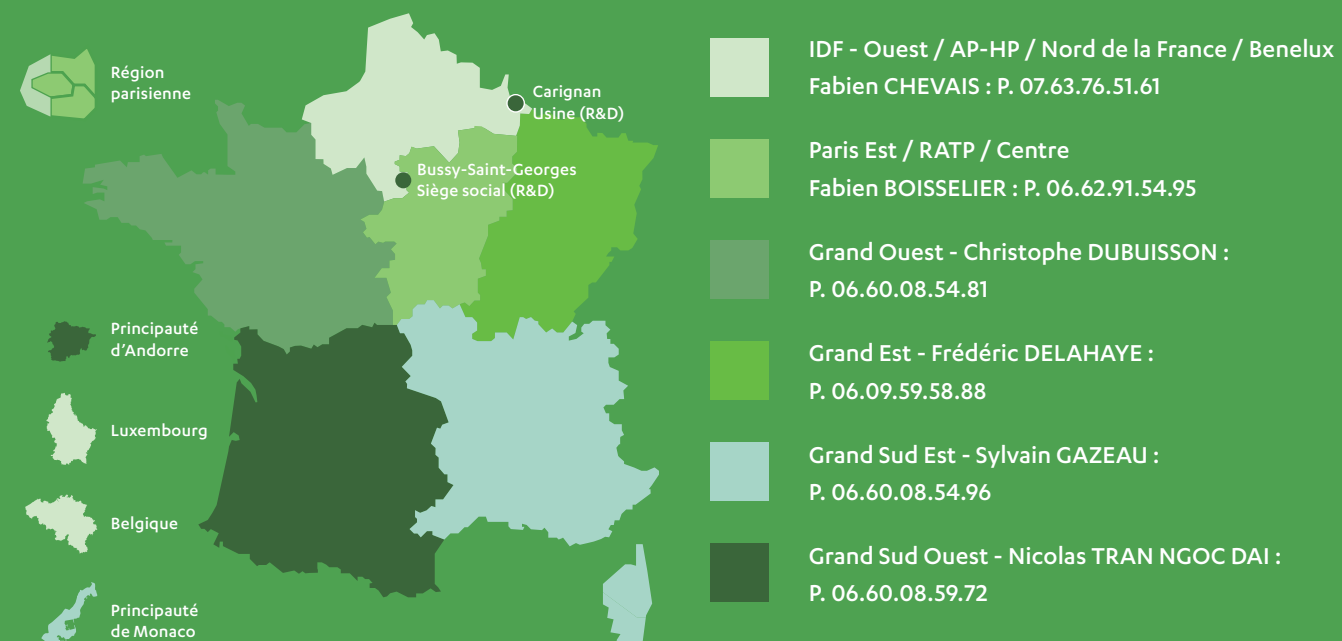 Région
parisienne
Carignan
Usine (R&D)
Bussy-Saint-Georges
Siège social (R&D)
Principauté
d'Andorre
Luxembourg
Belgique
Principauté
de Monaco
IDF - Ouest / AP-HP / Nord de la France / Benelux
Fabien CHEVAIS : P. 07.63.76.51.61
Paris Est / RATP / Centre
Fabien BOISSELIER : P. 06.62.91.54.95
Grand Ouest - Christophe DUBUISSON :
P. 06.60.08.54.81
Grand Est - Frédéric DELAHAYE :
P. 06.09.59.58.88
Grand Sud Est - Sylvain GAZEAU :
P. 06.60.08.54.96
Grand Sud Ouest - Nicolas TRAN NGOC DAI :
P. 06.60.08.59.72